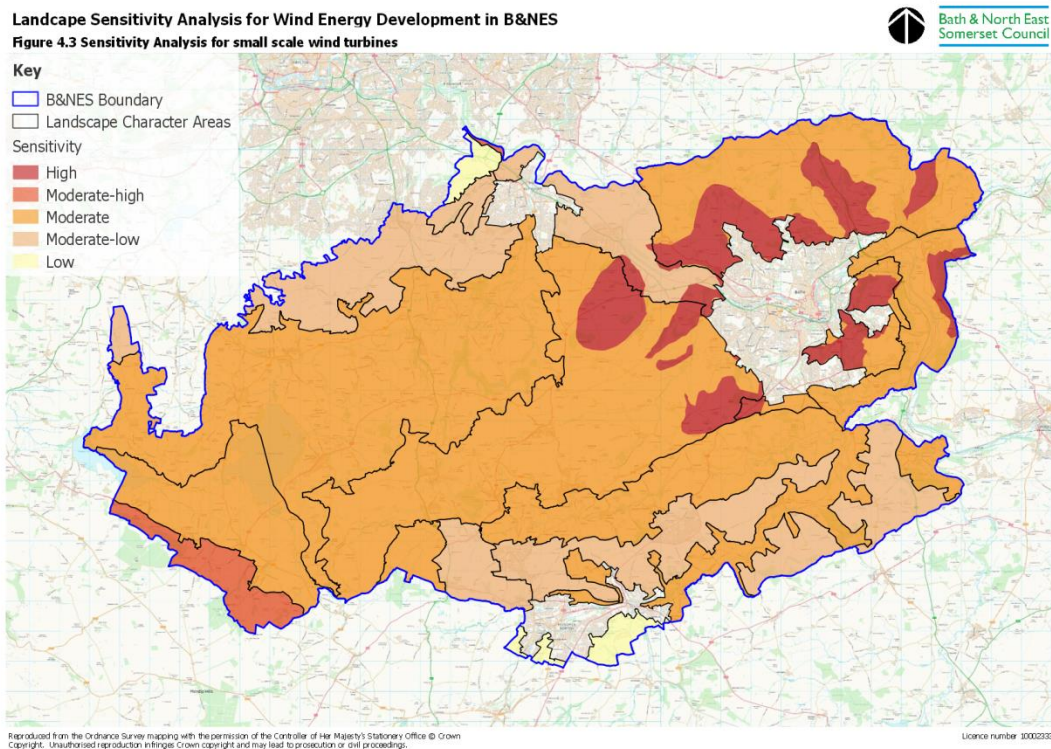 Landcape Sensitivity Analysis for Wind Energy Development in B&NES
Figure 4.3 Sensitivity Analysis for small scale wind turbines
Bath & North East
Somerset Council
Key
B&NES Boundary
Landscape Character Areas
Sensitivity
High
Moderate-high
Moderate
Moderate-low
Low
Reproduced from the Ordnance Survey mapping with the permission of the Controller of Her Majesty's Stationery Office © Crown
Copyright. Unauthorised reproduction infringes Crown copyright and may lead to prosecution or civil proceedings.
Licence number